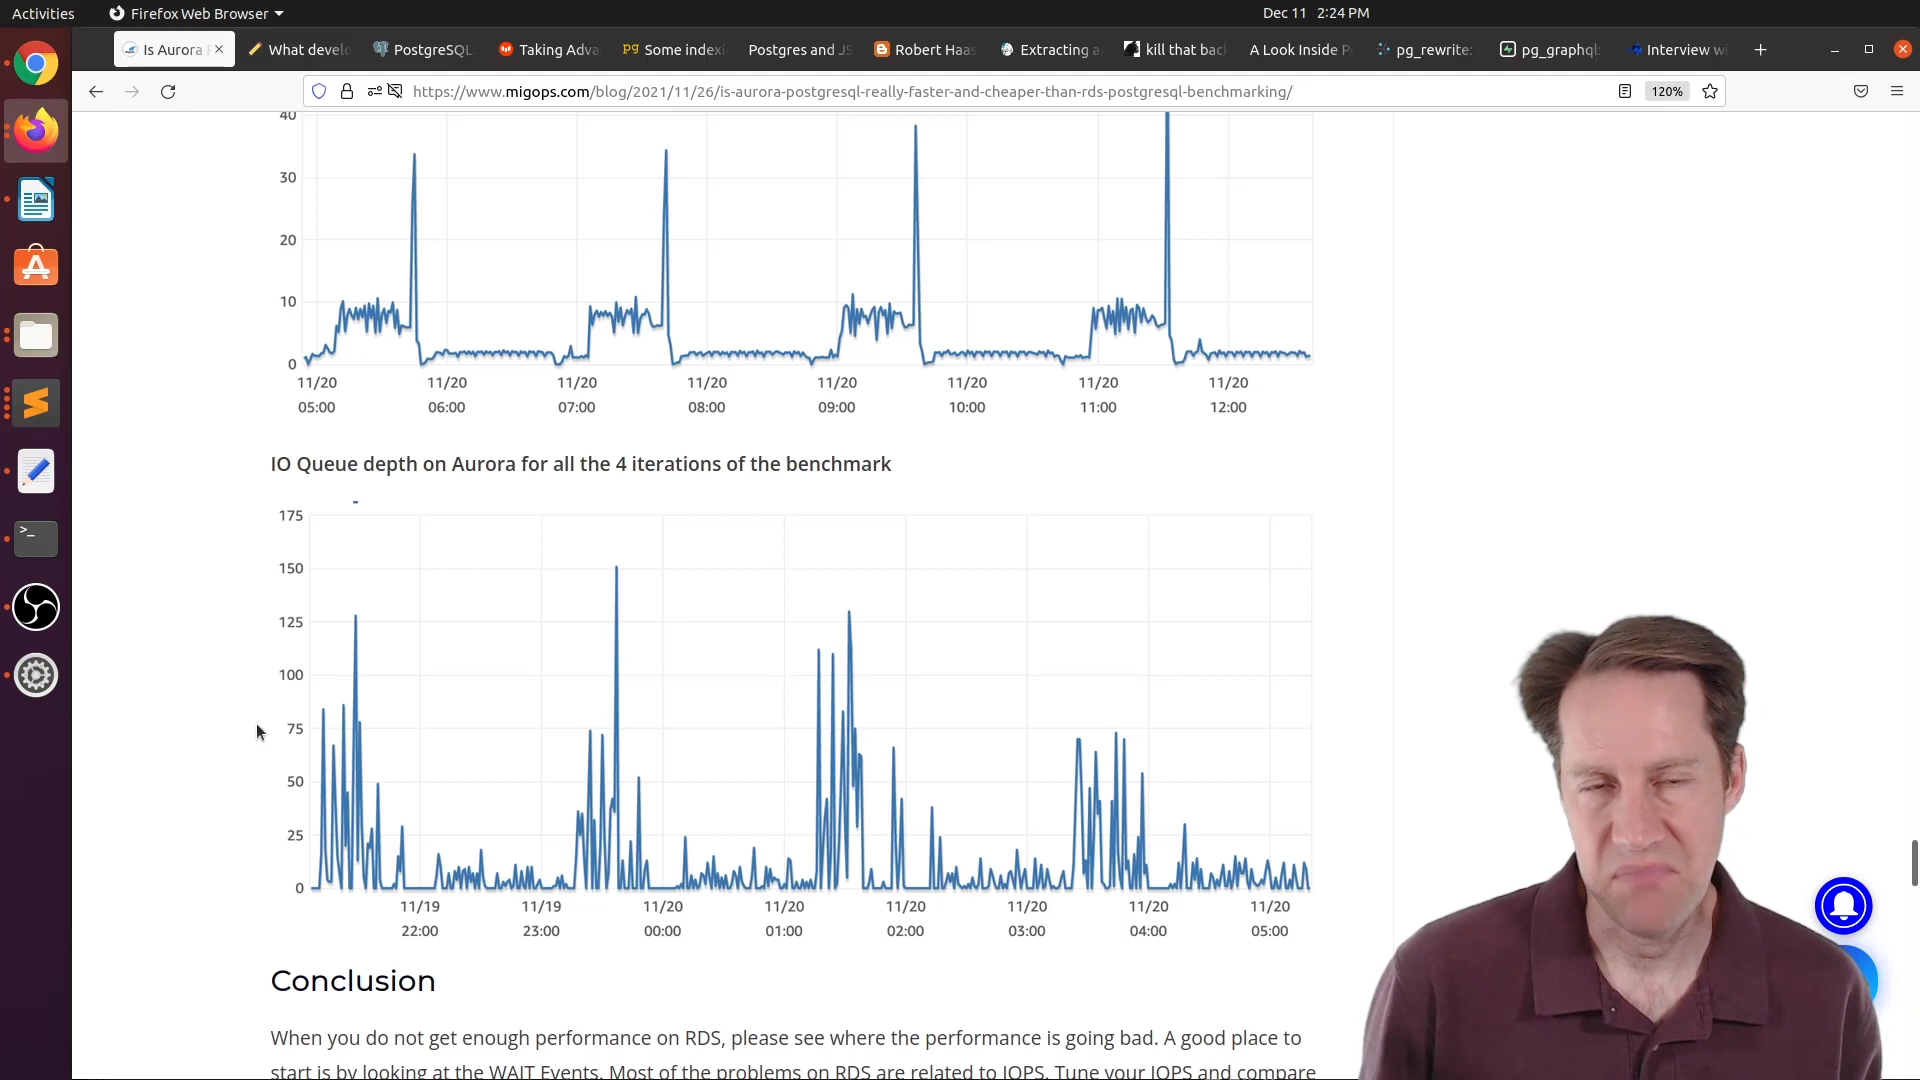 Activities
Firefox Web Browser
Dec 11 2:24 PM
Is Aurora
What develo
PostgreSQL
Taking Adva
Some indexi
Postgres and JS
Robert Haas
Extracting a
kill that back
A Look Inside P
pg_rewrite:
pg_graphql:
Interview wi
https://www.migops.com/blog/2021/11/26/is-aurora-postgresql-really-faster-and-cheaper-than-rds-postgresql-benchmarking/
120%
40
30
20
10
0
11/20 11/20 11/20 11/20 11/20 11/20 11/20 11/20
05:00 06:00 07:00 08:00 09:00 10:00 11:00 12:00
IO Queue depth on Aurora for all the 4 iterations of the benchmark
175
150
125
100
75
50
25
0
11/19 11/19 11/20 11/20 11/20 11/20 11/20 11/20
22:00 23:00 00:00 01:00 02:00 03:00 04:00 05:00
Conclusion
When you do not get enough performance on RDS, please see where the performance is going bad. A good place to
start is by looking at the WAIT Events. Most of the problems on RDS are related to IOPS. Tune your IOPS and compare